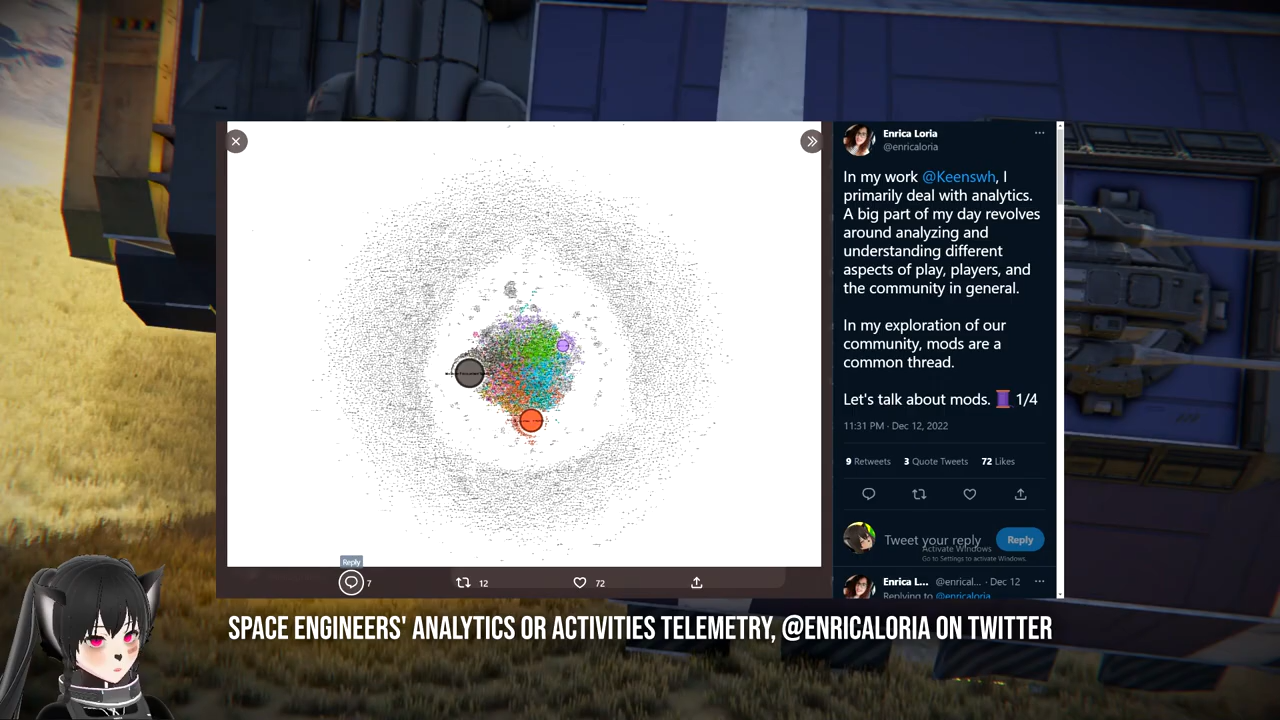 Enrica Loria
@enricaloria
In my work @Keenswh, I
primarily deal with analytics.
A big part of my day revolves
around analyzing and
understanding different
aspects of play, players, and
the community in general.
In my exploration of our
community, mods are a
common thread.
Let's talk about mods. 🧵 1/4
11:31 PM · Dec 12, 2022
9 Retweets 3 Quote Tweets 72 Likes
Tweet your reply Reply
Activate Windows
Go to Settings to activate Windows.
Enrica L... @enrical... · Dec 12
Replying to @enricaloria
Reply
7 12 72
SPACE ENGINEERS' ANALYTICS OR ACTIVITIES TELEMETRY, @ENRICALORIA ON TWITTER